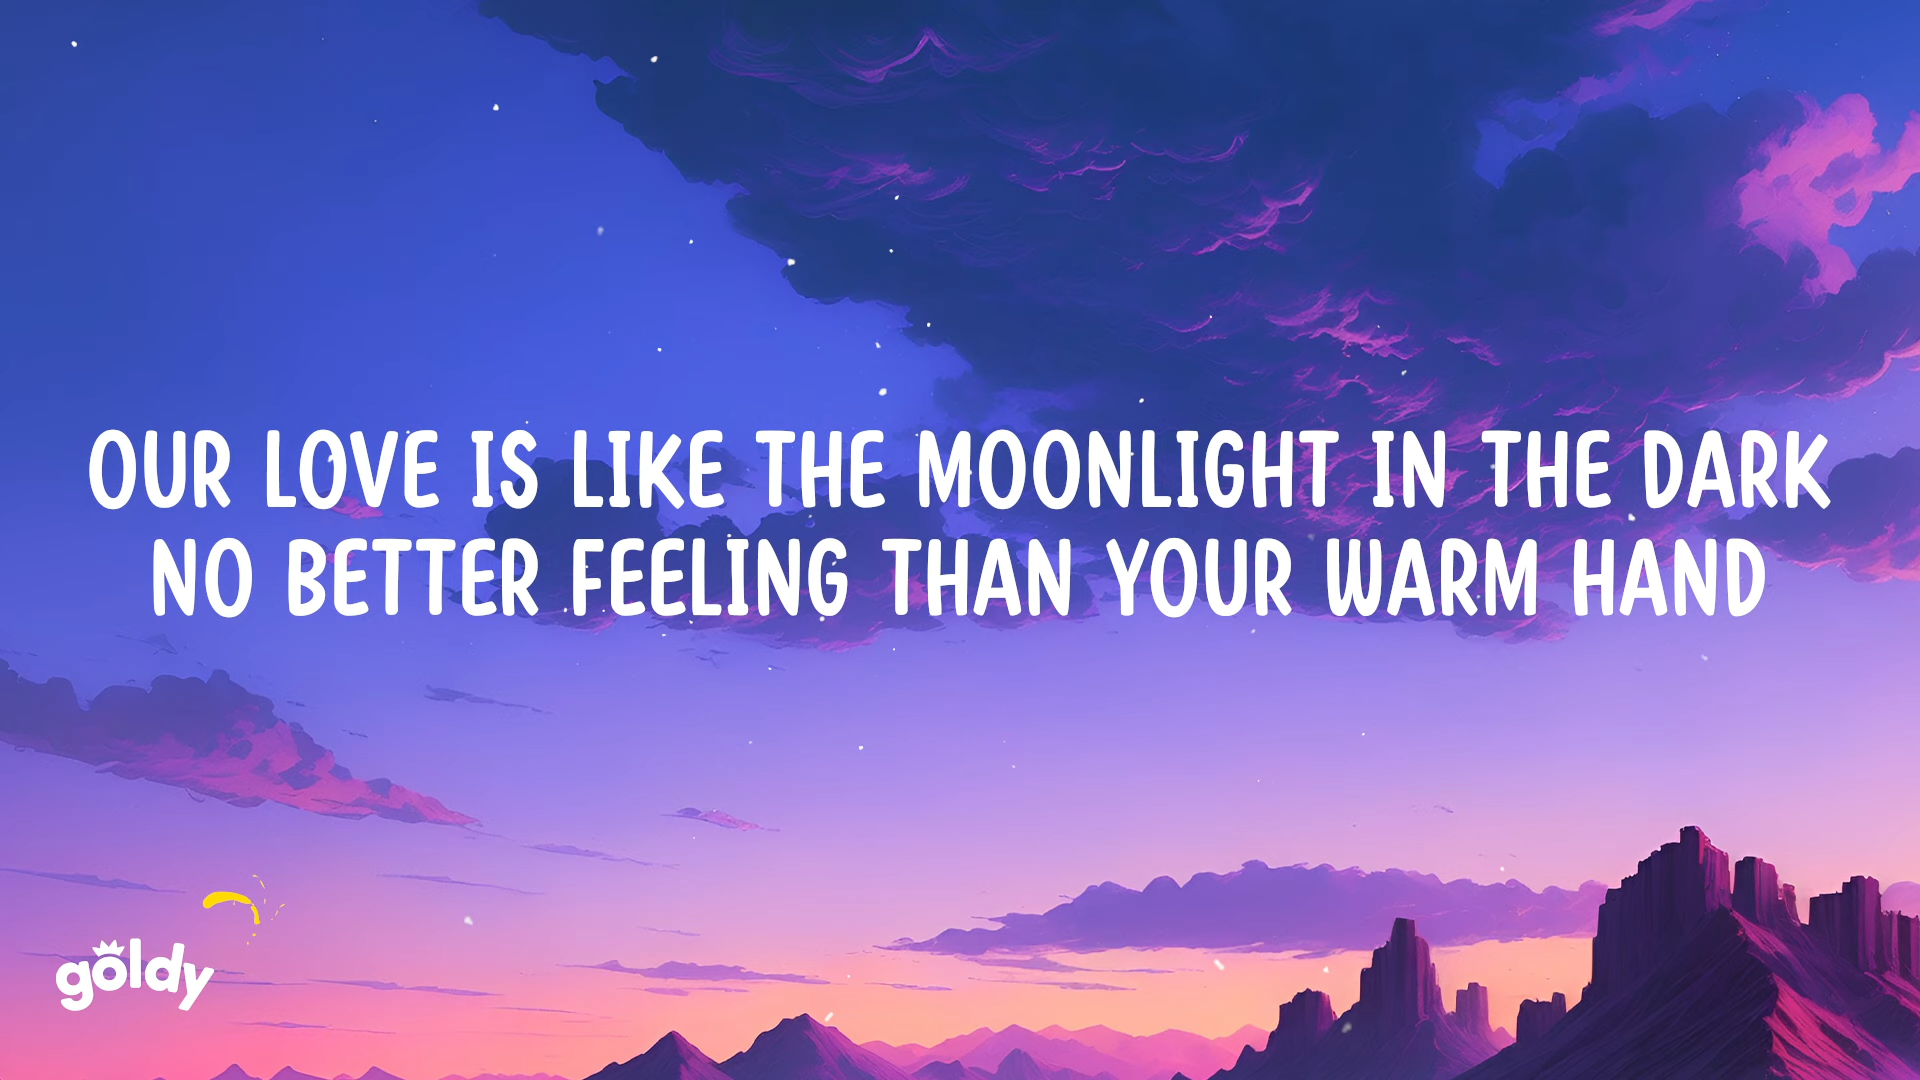 OUR LOVE IS LIKE THE MOONLIGHT IN THE DARK
NO BETTER FEELING THAN YOUR WARM HAND
goldy